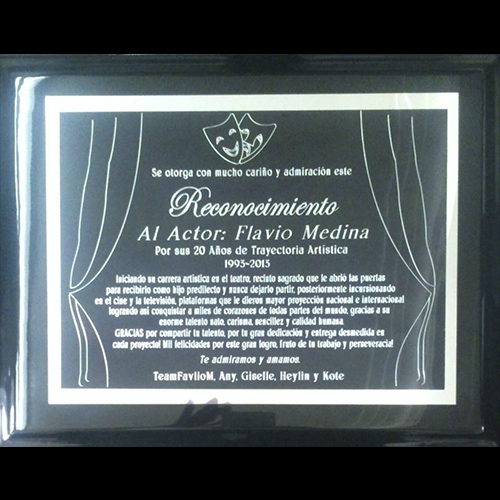 Se otorga con mucho cariño y admiración este
Reconocimiento
Al Actor: Flavio Medina
Por sus 20 Años de Trayectoria Artística
1993-2013
Iniciando su carrera artística en el teatro, recinto sagrado que le abrió las puertas
para recibirlo como hijo predilecto y nunca dejarlo partir, posteriormente incursionando
en el cine y la televisión, plataformas que le dieron mayor proyección nacional e internacional
logrando así conquistar a miles de corazones de todas partes del mundo, gracias a su
enorme talento nato, carisma, sencillez y calidad humana.
GRACIAS por compartir tu talento, por tu gran dedicación y entrega desmedida en
cada proyecto! Mil felicidades por este gran logro, fruto de tu trabajo y perseverancia!
Te admiramos y amamos.
TeamFavlioM, Any, Giselle, Heylin y Kote